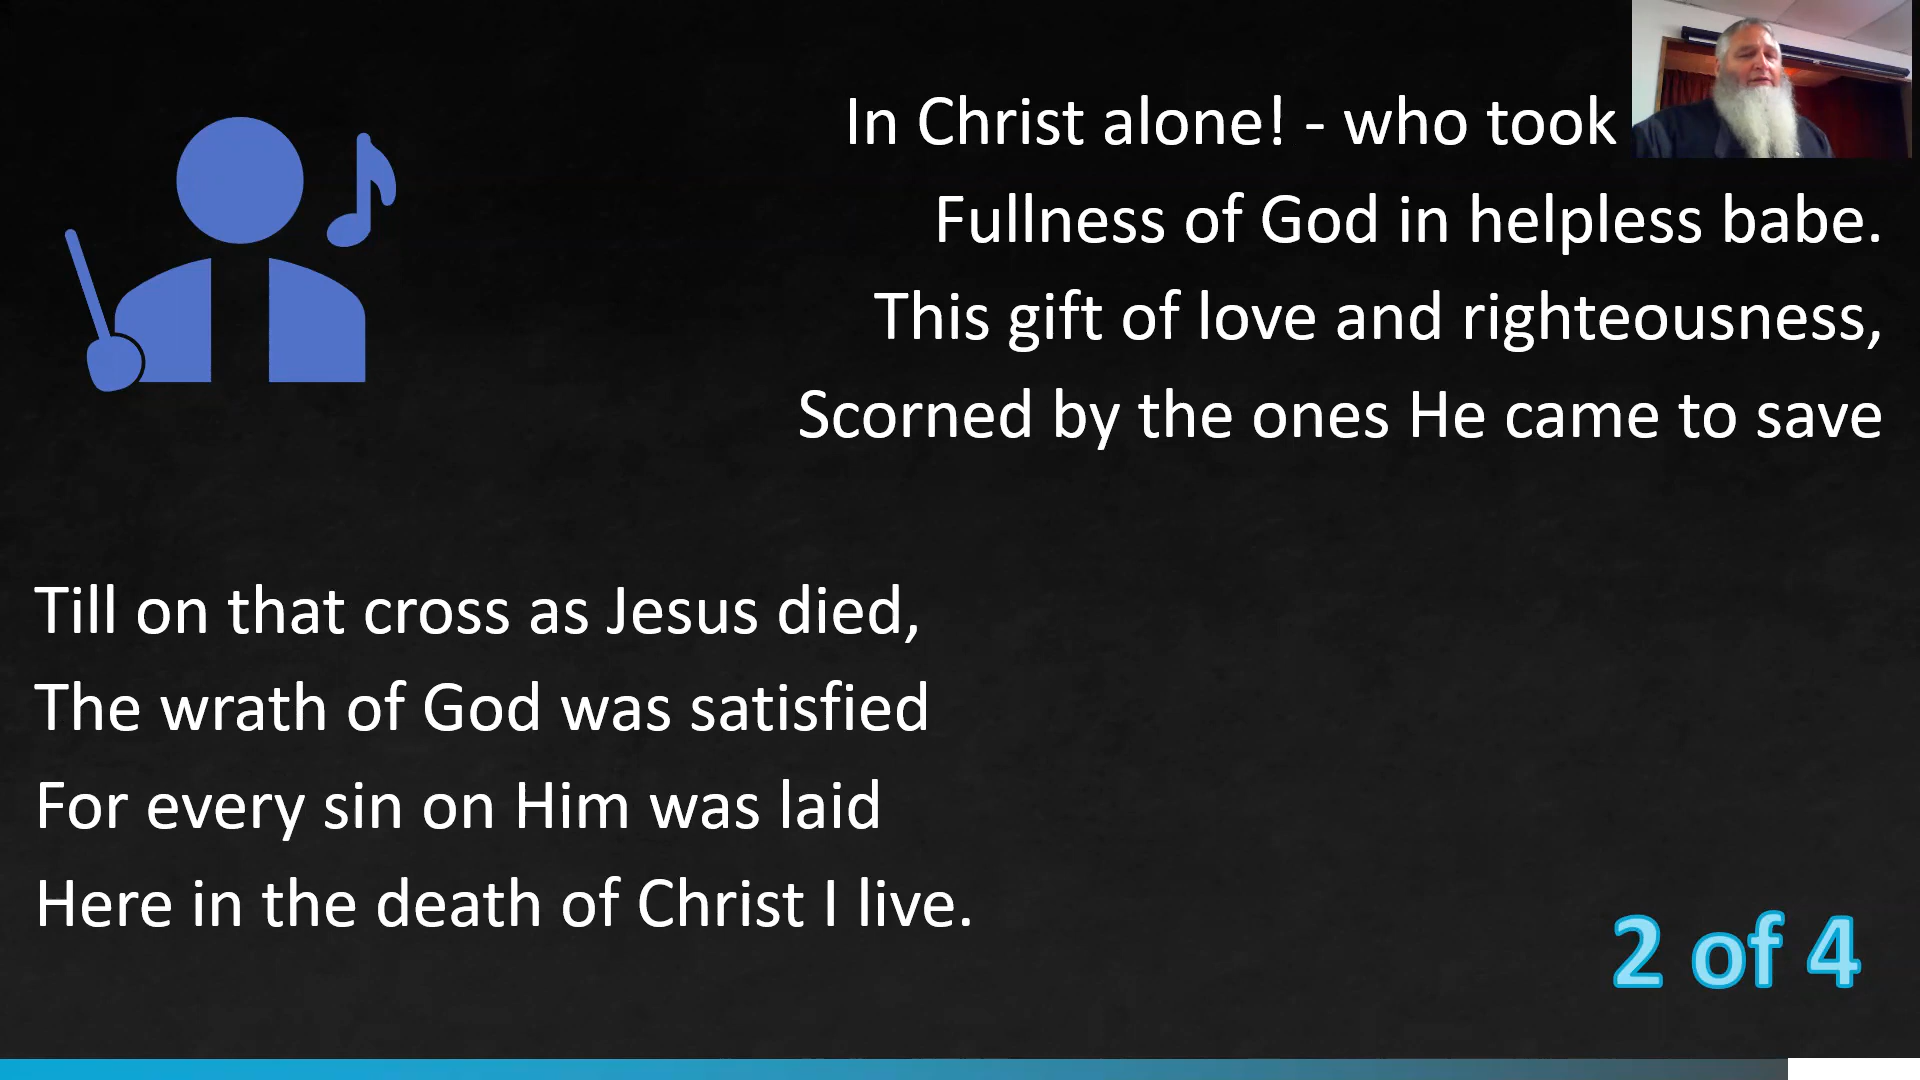 In Christ alone! - who took
Fullness of God in helpless babe.
This gift of love and righteousness,
Scorned by the ones He came to save
Till on that cross as Jesus died,
The wrath of God was satisfied
For every sin on Him was laid
Here in the death of Christ I live.
2 of 4